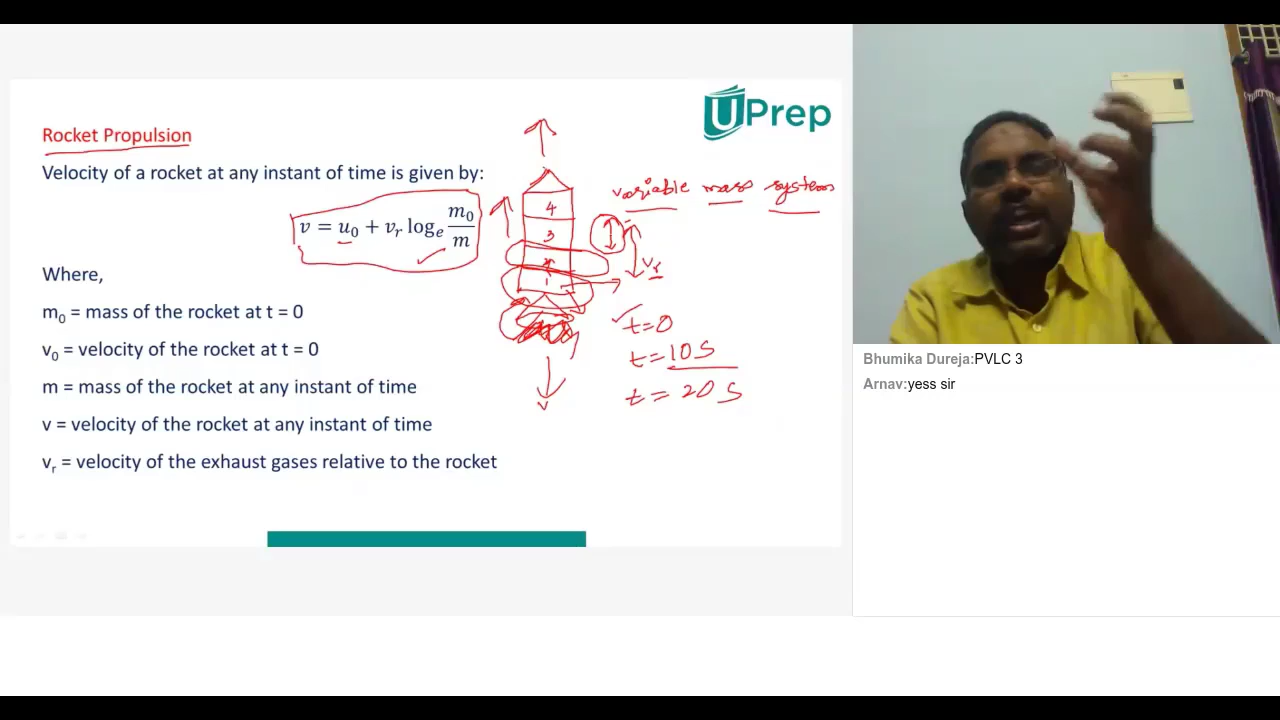 UPrep
Rocket Propulsion
Velocity of a rocket at any instant of time is given by:
v = u₀ + vᵣ logₑ m₀/m
variable mass system
4
3
1
vᵣ
t=0
t=10S
t=20S
v
Where,
m₀ = mass of the rocket at t = 0
v₀ = velocity of the rocket at t = 0
m = mass of the rocket at any instant of time
v = velocity of the rocket at any instant of time
vᵣ = velocity of the exhaust gases relative to the rocket
Bhumika Dureja:PVLC 3
Arnav:yess sir